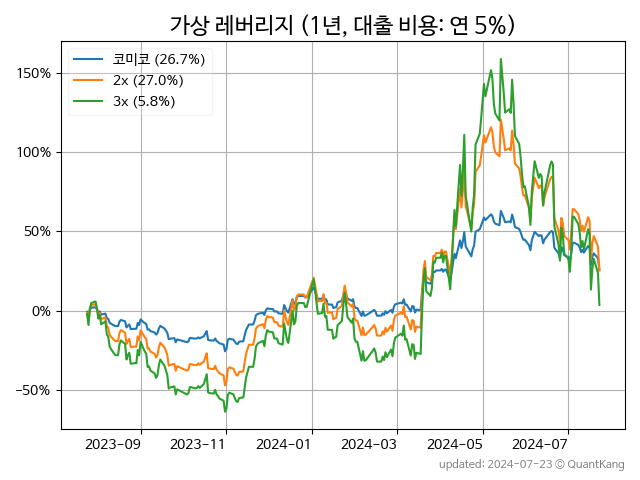 가상 레버리지 (1년, 대출 비용: 연 5%)
코미코 (26.7%)
2x (27.0%)
3x (5.8%)
150%
100%
50%
0%
−50%
2023-09
2023-11
2024-01
2024-03
2024-05
2024-07
updated: 2024-07-23 © QuantKang